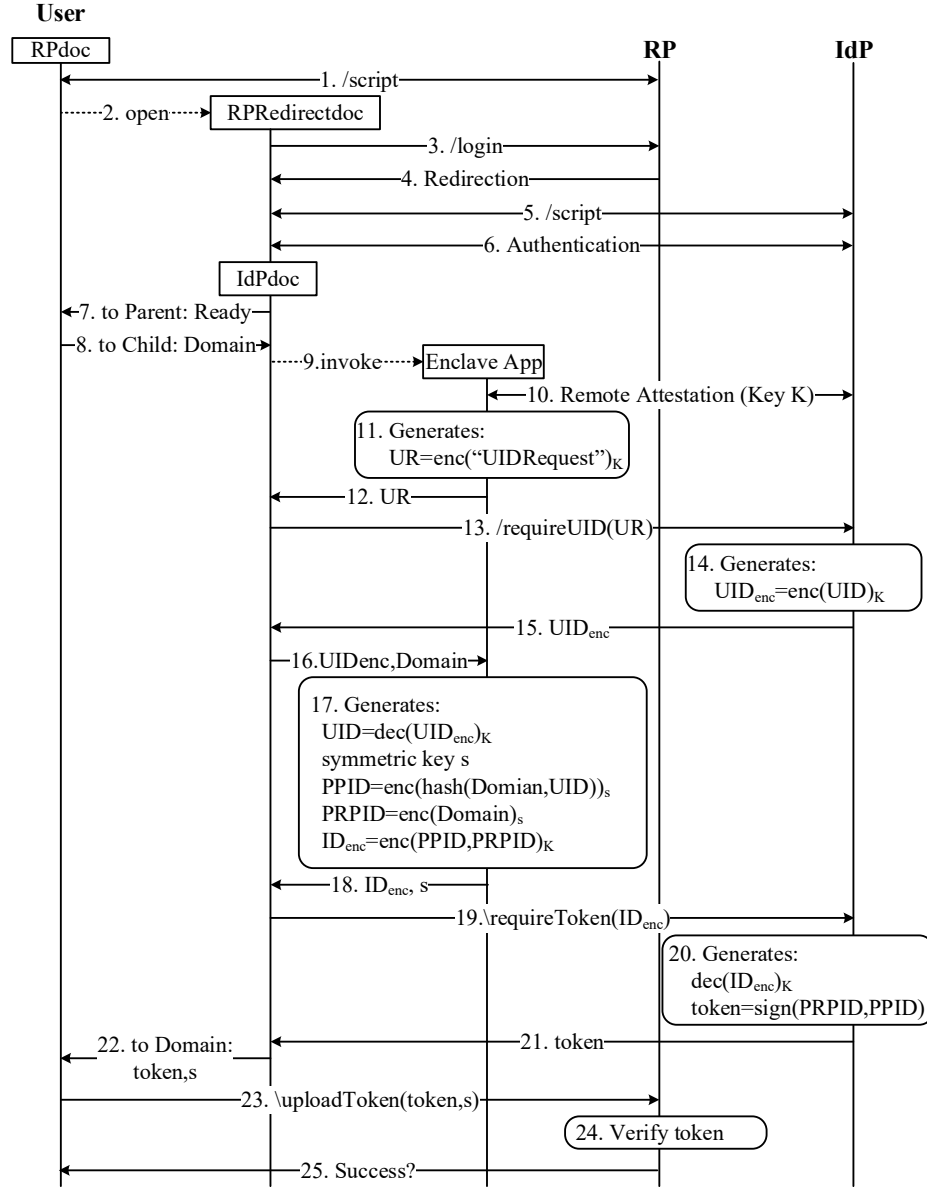 User
RPdoc
RP
IdP
1. /script
2. open
RPRedirectdoc
3. /login
4. Redirection
5. /script
6. Authentication
IdPdoc
7. to Parent: Ready
8. to Child: Domain
9.invoke
Enclave App
10. Remote Attestation (Key K)
11. Generates:
UR=enc(“UIDRequest”)K
12. UR
13. /requireUID(UR)
14. Generates:
UIDenc=enc(UID)K
15. UIDenc
16.UIDenc,Domain
17. Generates:
UID=dec(UIDenc)K
symmetric key s
PPID=enc(hash(Domian,UID))s
PRPID=enc(Domain)s
IDenc=enc(PPID,PRPID)K
18. IDenc, s
19.\requireToken(IDenc)
20. Generates:
dec(IDenc)K
token=sign(PRPID,PPID)
21. token
22. to Domain:
token,s
23. \uploadToken(token,s)
24. Verify token
25. Success?